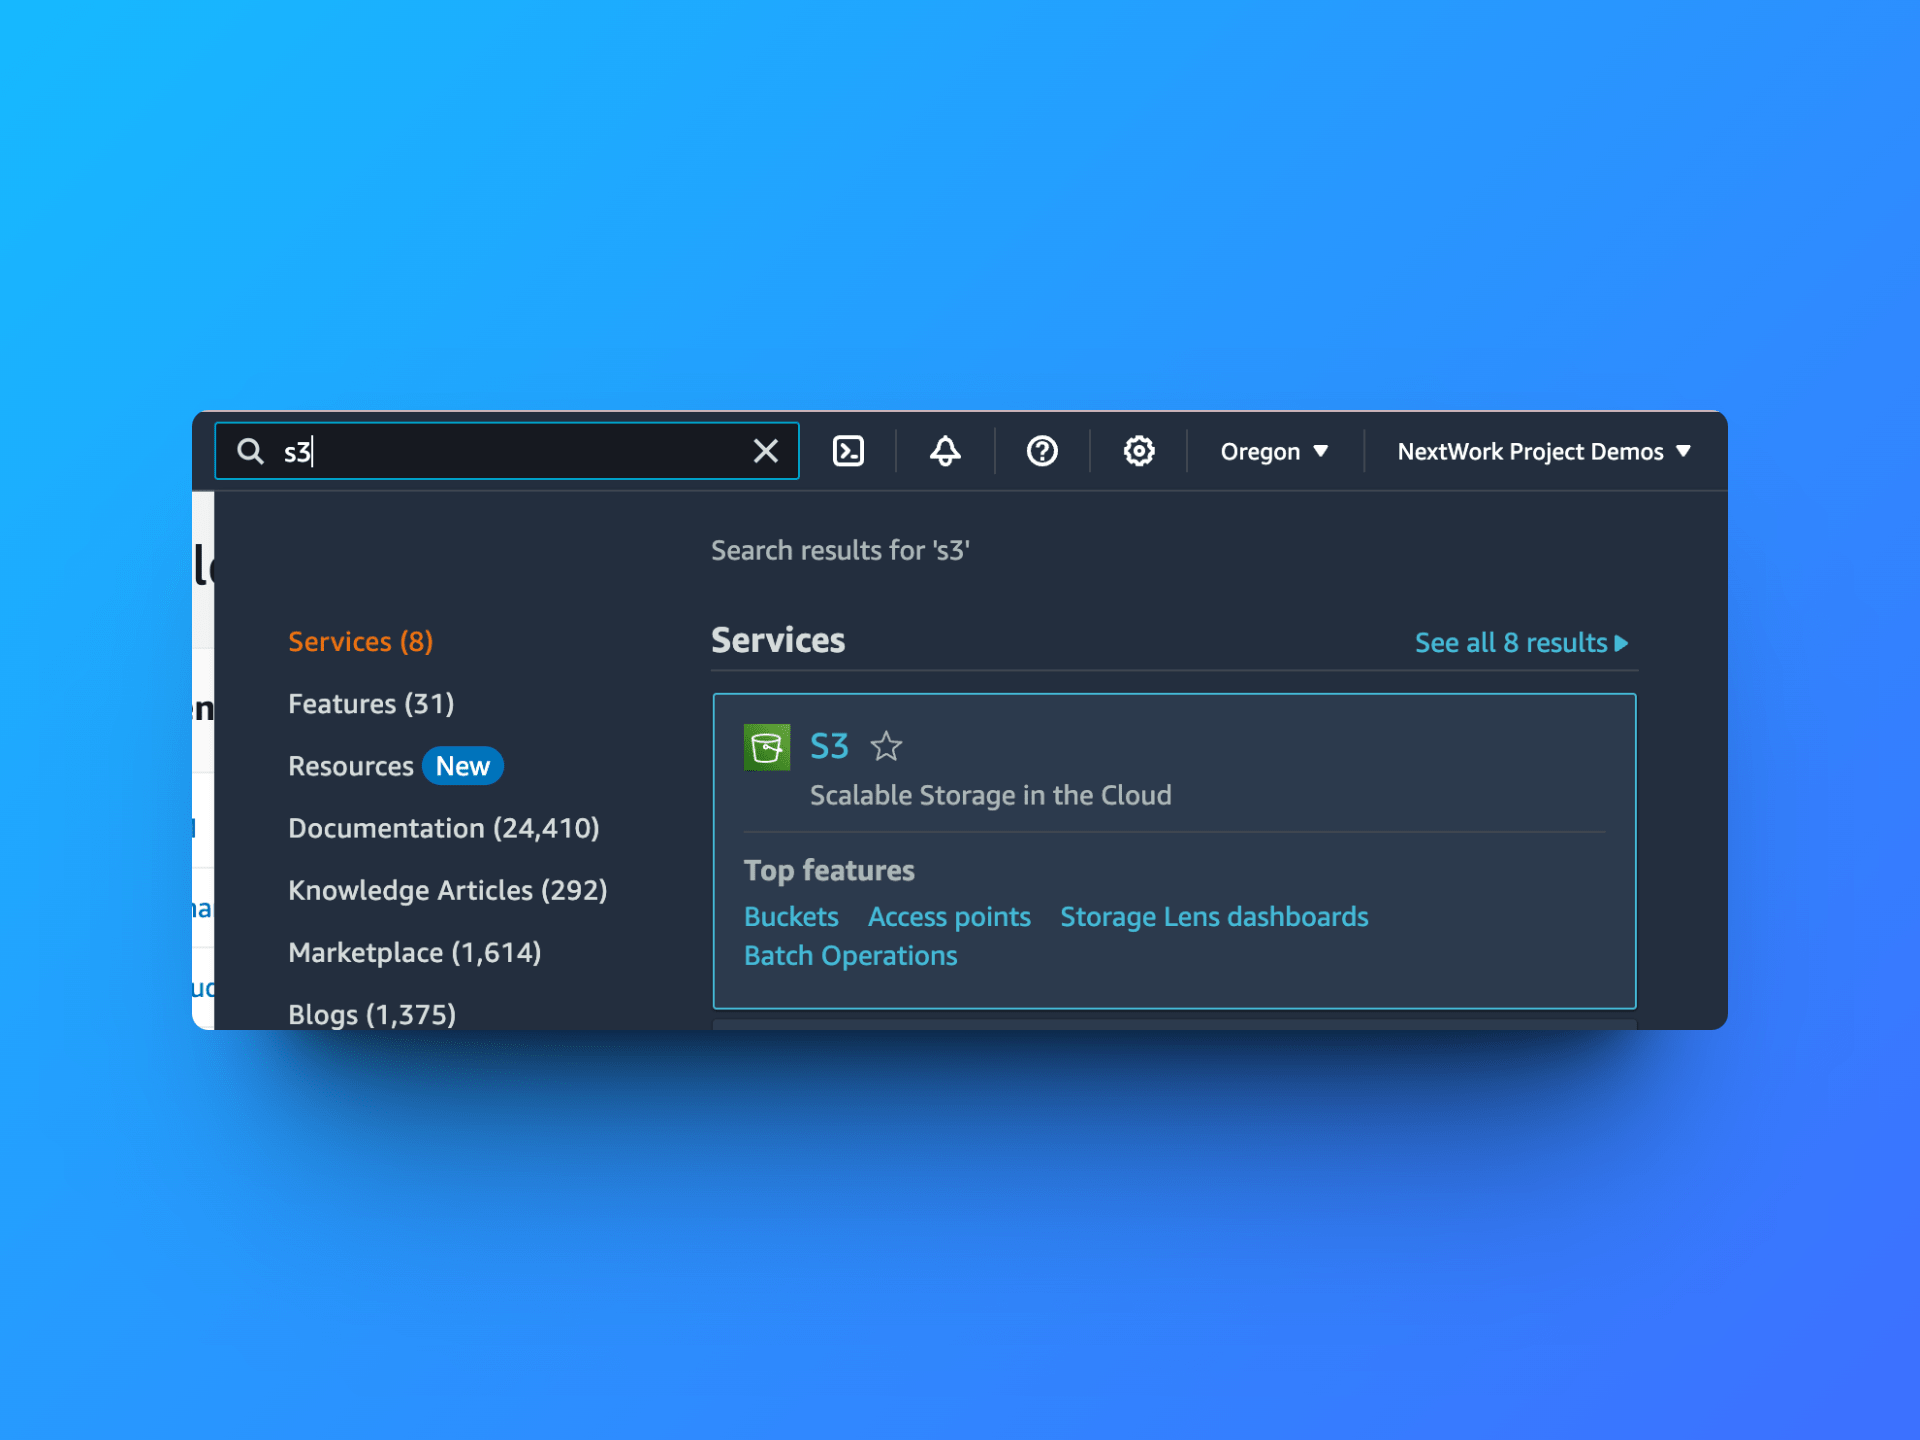 s3
Oregon
NextWork Project Demos
Search results for 's3'
Services (8)
Features (31)
Resources New
Documentation (24,410)
Knowledge Articles (292)
Marketplace (1,614)
Blogs (1,375)
Services
See all 8 results
S3
Scalable Storage in the Cloud
Top features
Buckets Access points Storage Lens dashboards
Batch Operations